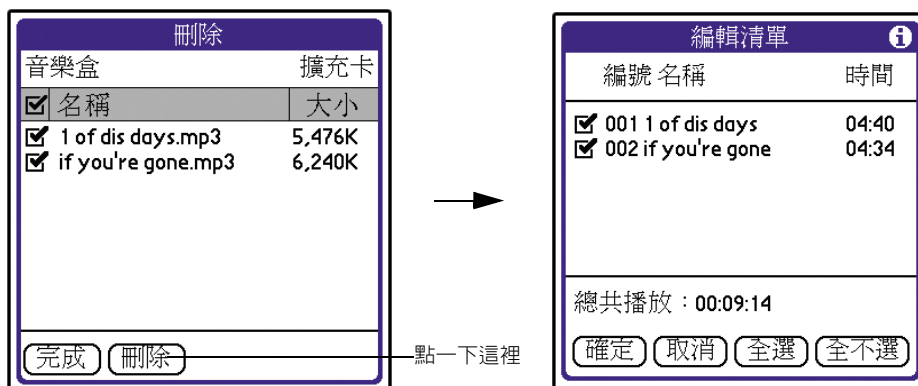 刪除
音樂盒 擴充卡
名稱 大小
1 of dis days.mp3 5,476K
if you're gone.mp3 6,240K
完成 刪除
點一下這裡
編輯清單 i
編號 名稱 時間
001 1 of dis days 04:40
002 if you're gone 04:34
總共播放：00:09:14
確定 取消 全選 全不選